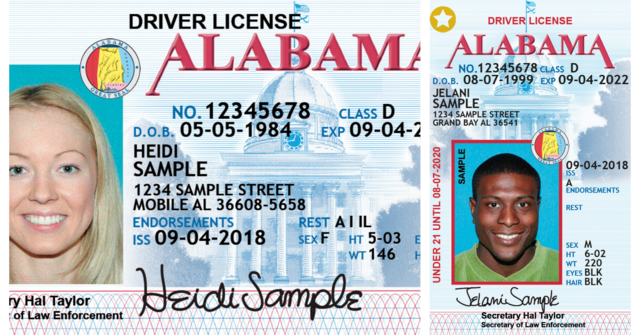 DRIVER LICENSE
ALABAMA
NO. 12345678 CLASS D
D.O.B. 05-05-1984 EXP 09-04-2
HEIDI
SAMPLE
1234 SAMPLE STREET
MOBILE AL 36608-5658
ENDORSEMENTS REST A I IL
ISS 09-04-2018 SEX F HT 5-03 E
WT 146 H
Heidi Sample
ry Hal Taylor
of Law Enforcement
DRIVER LICENSE
ALABAMA
NO. 12345678 CLASS D
D.O.B. 08-07-1999 EXP 09-04-2022
JELANI
SAMPLE
1234 SAMPLE STREET
GRAND BAY AL 36541
UNDER 21 UNTIL 08-07-2020
SAMPLE
09-04-2018
ISS
A
ENDORSEMENTS
REST
SEX M
HT 6-02
WT 220
EYES BLK
HAIR BLK
Jelani Sample
Secretary Hal Taylor
Secretary of Law Enforcement